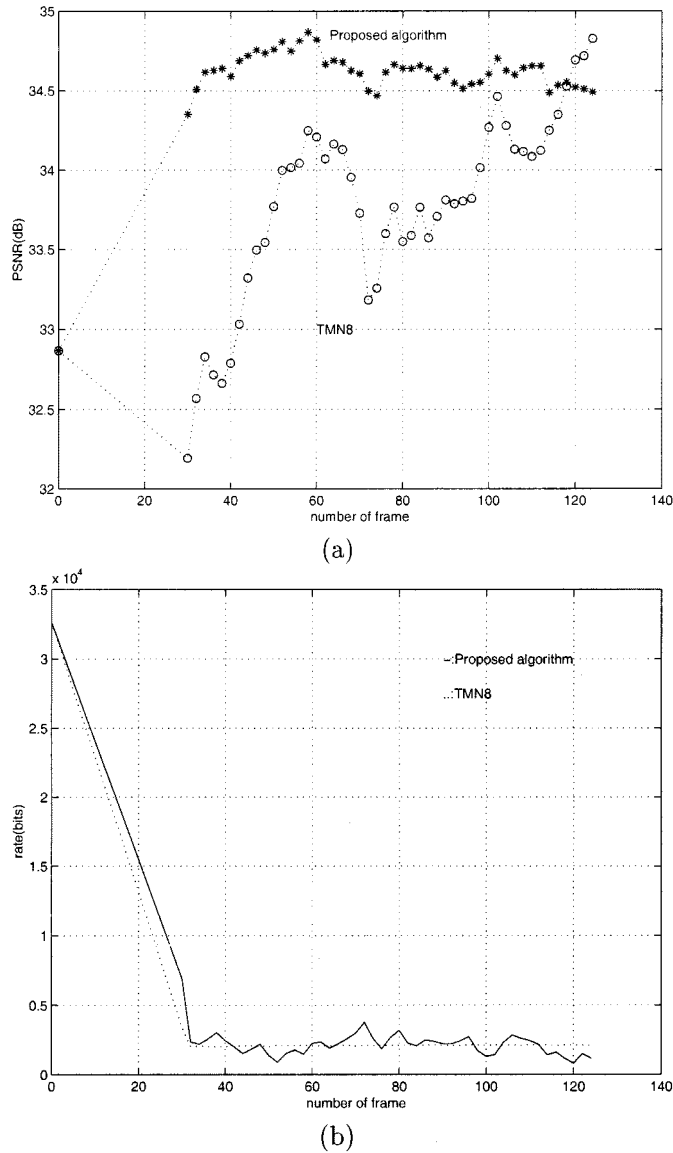 35
34.5
34
33.5
33
32.5
32
PSNR(dB)
Proposed algorithm
TMN8
0 20 40 60 80 100 120 140
number of frame
(a)
x 10^4
3.5
3
2.5
2
1.5
1
0.5
0
rate(bits)
–:Proposed algorithm
..:TMN8
0 20 40 60 80 100 120 140
number of frame
(b)